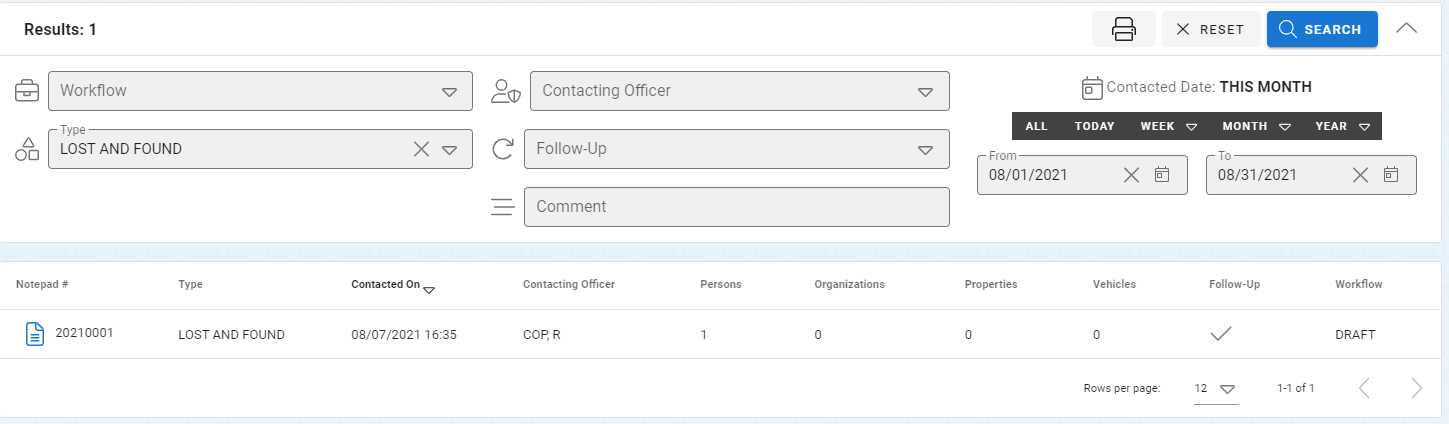 Results: 1
RESET
SEARCH
Workflow
Contacting Officer
Contacted Date: THIS MONTH
ALL TODAY WEEK MONTH YEAR
Type
LOST AND FOUND
Follow-Up
From
08/01/2021
To
08/31/2021
Comment
Notepad # Type Contacted On Contacting Officer Persons Organizations Properties Vehicles Follow-Up Workflow
20210001 LOST AND FOUND 08/07/2021 16:35 COP, R 1 0 0 0 DRAFT
Rows per page: 12 1-1 of 1